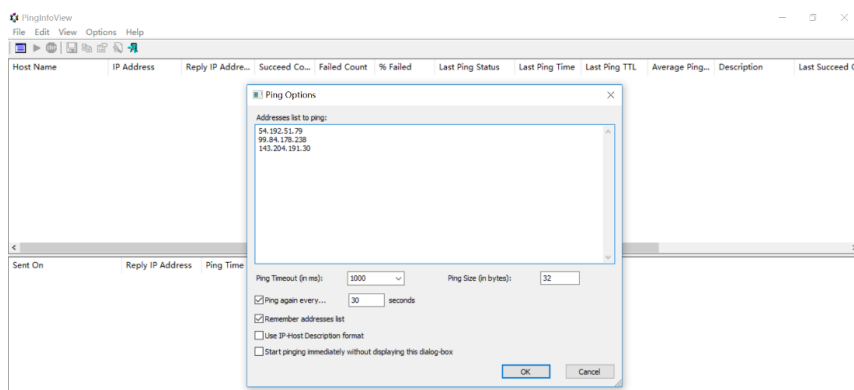 PingInfoView
File Edit View Options Help
Host Name IP Address Reply IP Addre... Succeed Co... Failed Count % Failed Last Ping Status Last Ping Time Last Ping TTL Average Ping... Description Last Succeed
Ping Options
Addresses list to ping:
54.192.51.79
99.84.178.238
143.204.191.30
Sent On Reply IP Address Ping Time
Ping Timeout (in ms): 1000 Ping Size (in bytes): 32
Ping again every... 30 seconds
Remember addresses list
Use IP-Host Description format
Start pinging immediately without displaying this dialog-box
OK Cancel